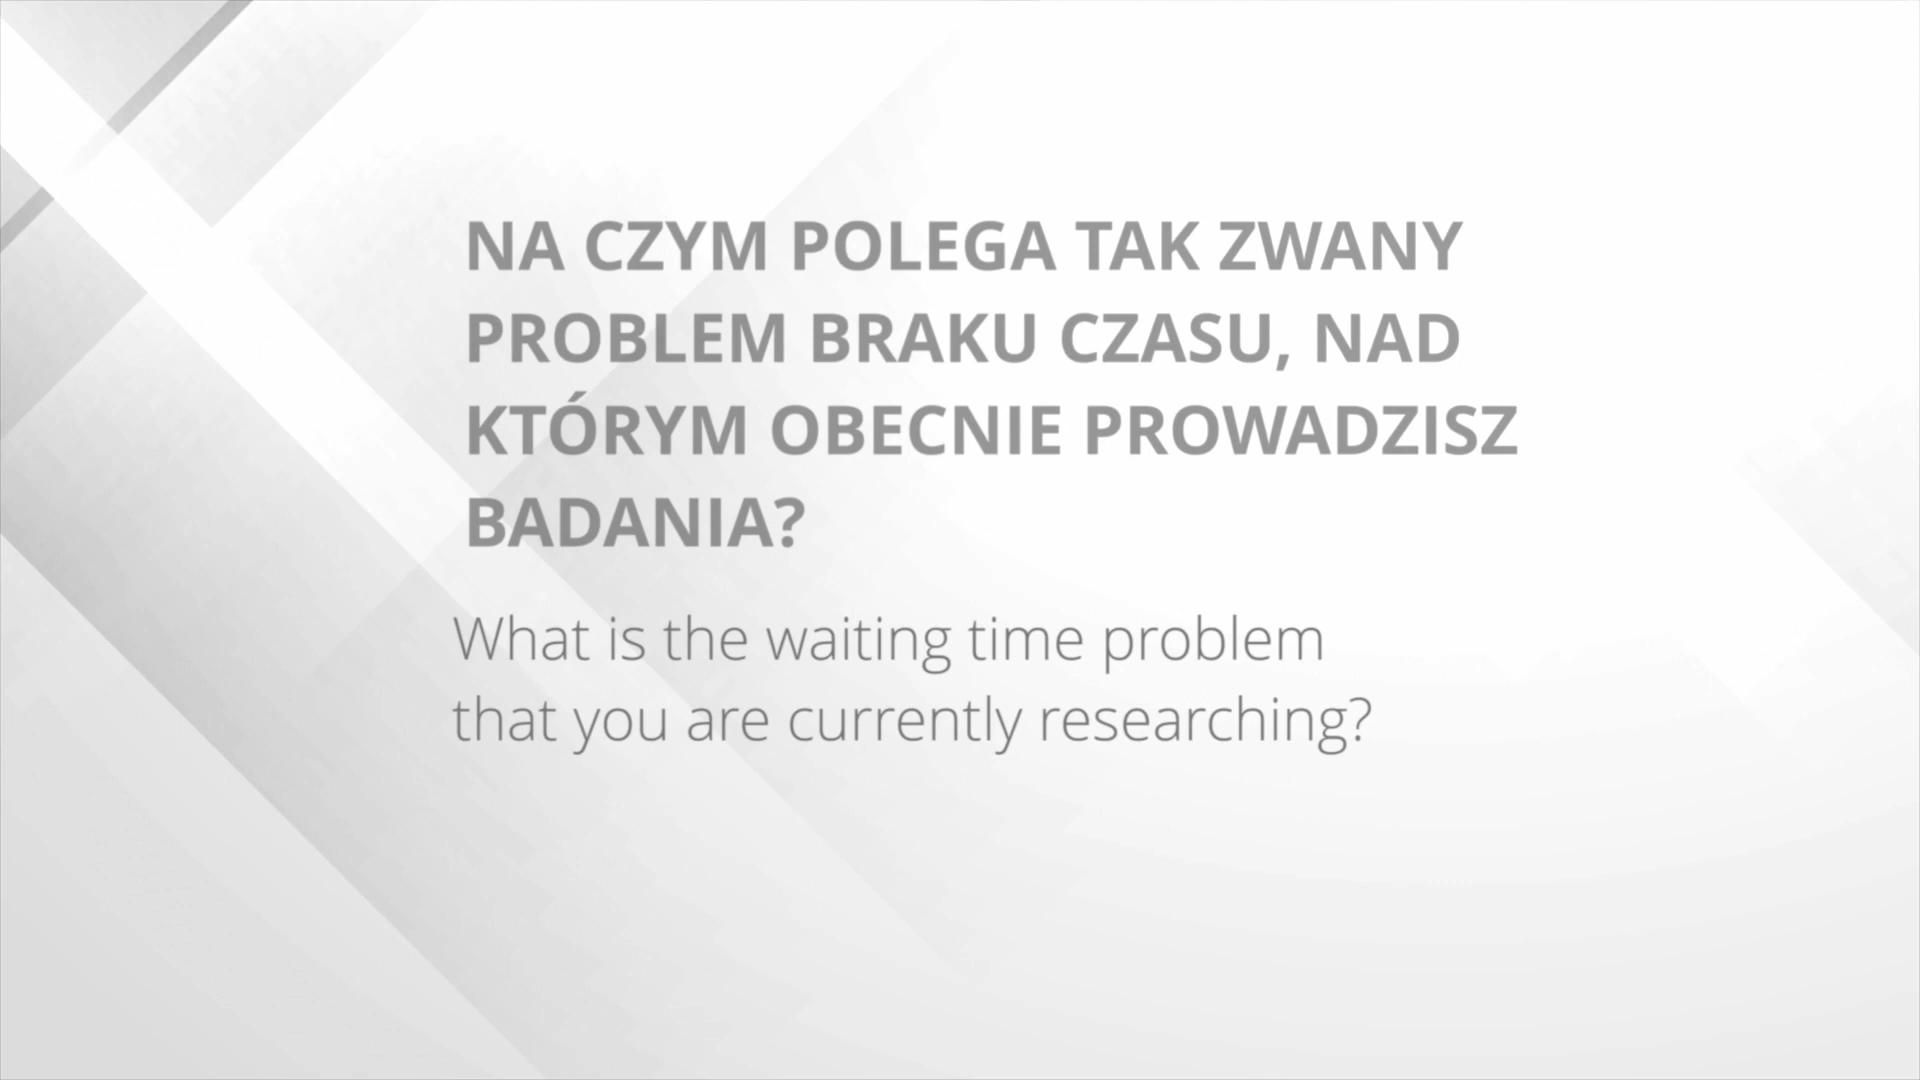 NA CZYM POLEGA TAK ZWANY
PROBLEM BRAKU CZASU, NAD
KTÓRYM OBECNIE PROWADZISZ
BADANIA?
What is the waiting time problem
that you are currently researching?